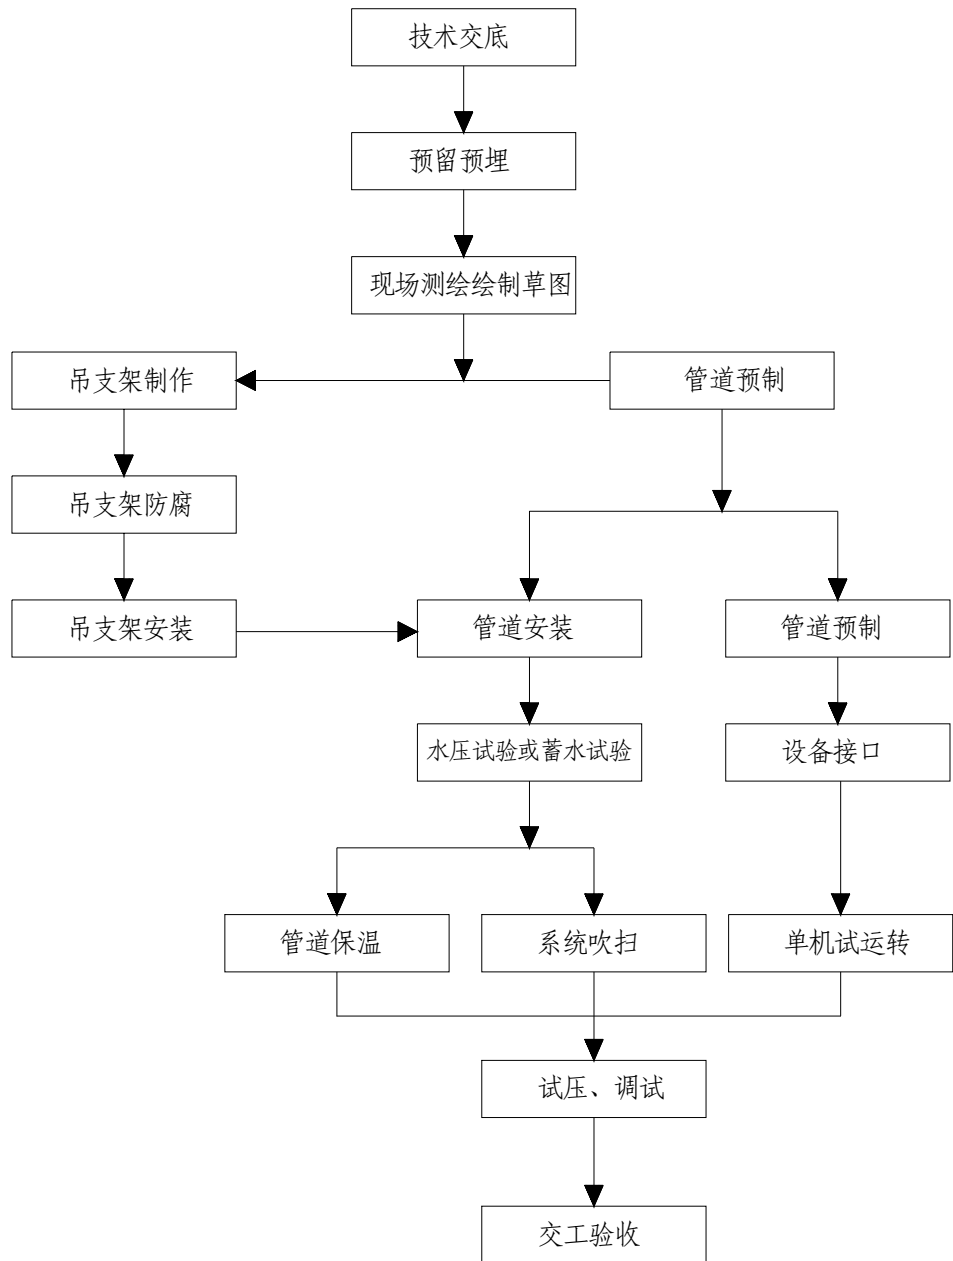 技术交底
预留预埋
现场测绘绘制草图
吊支架制作
管道预制
吊支架防腐
吊支架安装
管道安装
管道预制
水压试验或蓄水试验
设备接口
管道保温
系统吹扫
单机试运转
试压、调试
交工验收